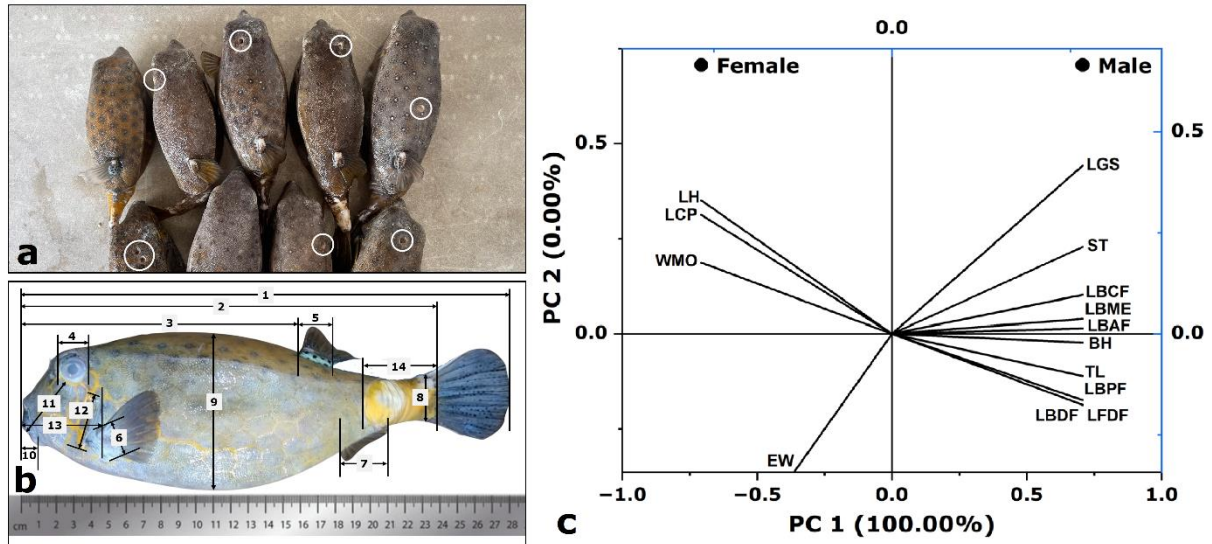 a
1
2
3
4
5
14
11
12
9
8
13
6
10
7
b
cm 1 2 3 4 5 6 7 8 9 10 11 12 13 14 15 16 17 18 19 20 21 22 23 24 25 26 27 28
0.0
Female
Male
0.5
0.5
LGS
LH
LCP
ST
WMO
LBCF
LBME
0.0
LBAF
0.0
BH
TL
LBPF
LBDF LFDF
EW
−1.0 −0.5 0.0 0.5 1.0
PC 1 (100.00%)
PC 2 (0.00%)
c